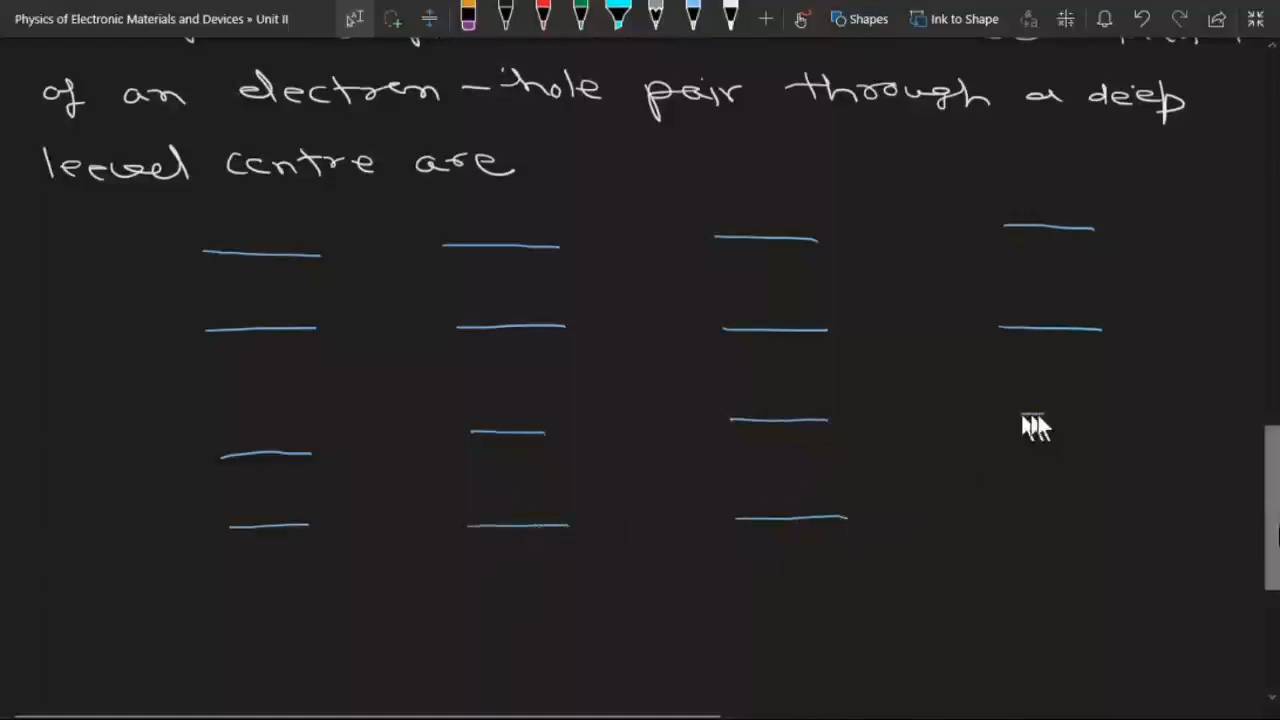 Physics of Electronic Materials and Devices » Unit II
Shapes
Ink to Shape
of an electron - hole pair through a deep
leevel centre are